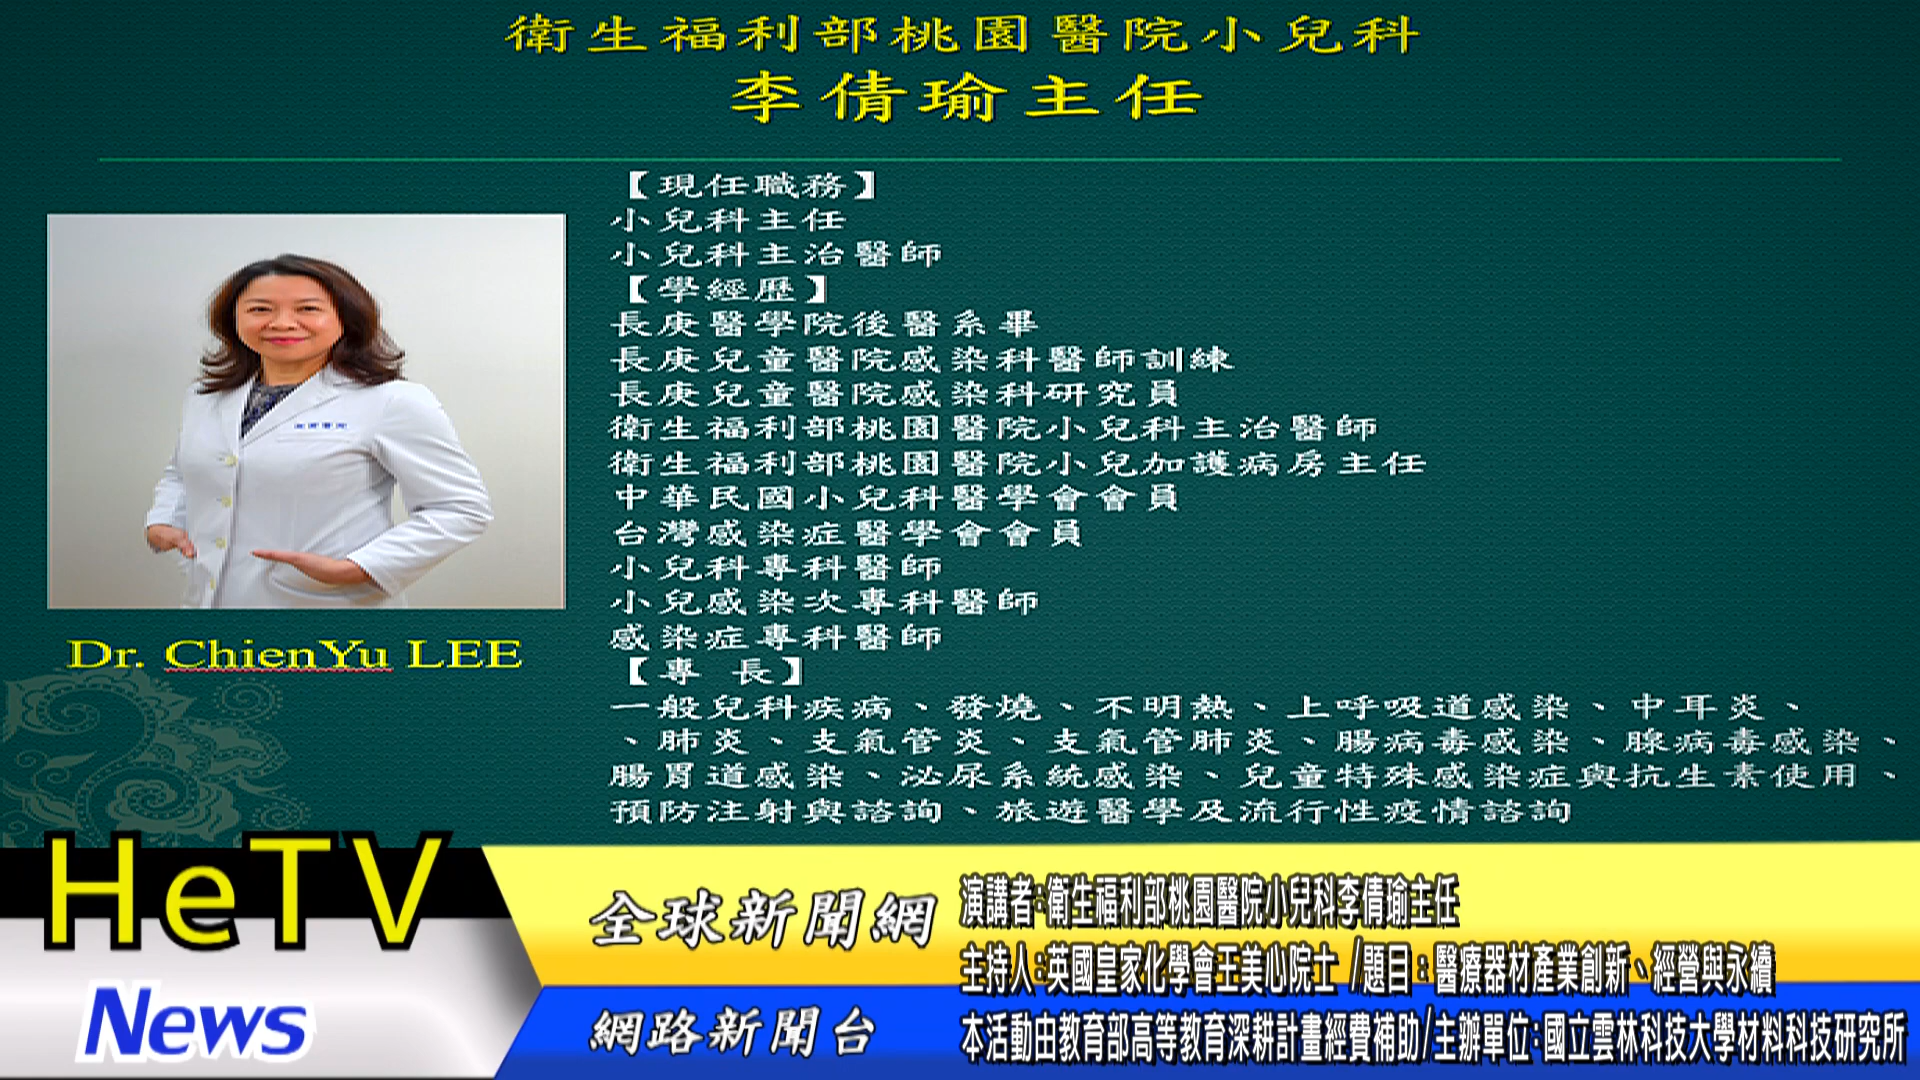 衛生福利部桃園醫院小兒科
李倩瑜主任
【現任職務】
小兒科主任
小兒科主治醫師
【學經歷】
長庚醫學院後醫系畢
長庚兒童醫院感染科醫師訓練
長庚兒童醫院感染科研究員
衛生福利部桃園醫院小兒科主治醫師
衛生福利部桃園醫院小兒加護病房主任
中華民國小兒科醫學會會員
台灣感染症醫學會會員
小兒科專科醫師
小兒感染次專科醫師
感染症專科醫師
【專 長】
一般兒科疾病、發燒、不明熱、上呼吸道感染、中耳炎、
、肺炎、支氣管炎、支氣管肺炎、腸病毒感染、腺病毒感染、
腸胃道感染、泌尿系統感染、兒童特殊感染症與抗生素使用、
預防注射與諮詢、旅遊醫學及流行性疫情諮詢
Dr. ChienYu LEE
HeTV
News
全球新聞網
網路新聞台
演講者:衛生福利部桃園醫院小兒科李倩瑜主任
主持人:英國皇家化學會王美心院士 /題目:醫療器材產業創新、經營與永續
本活動由教育部高等教育深耕計畫經費補助/主辦單位:國立雲林科技大學材料科技研究所